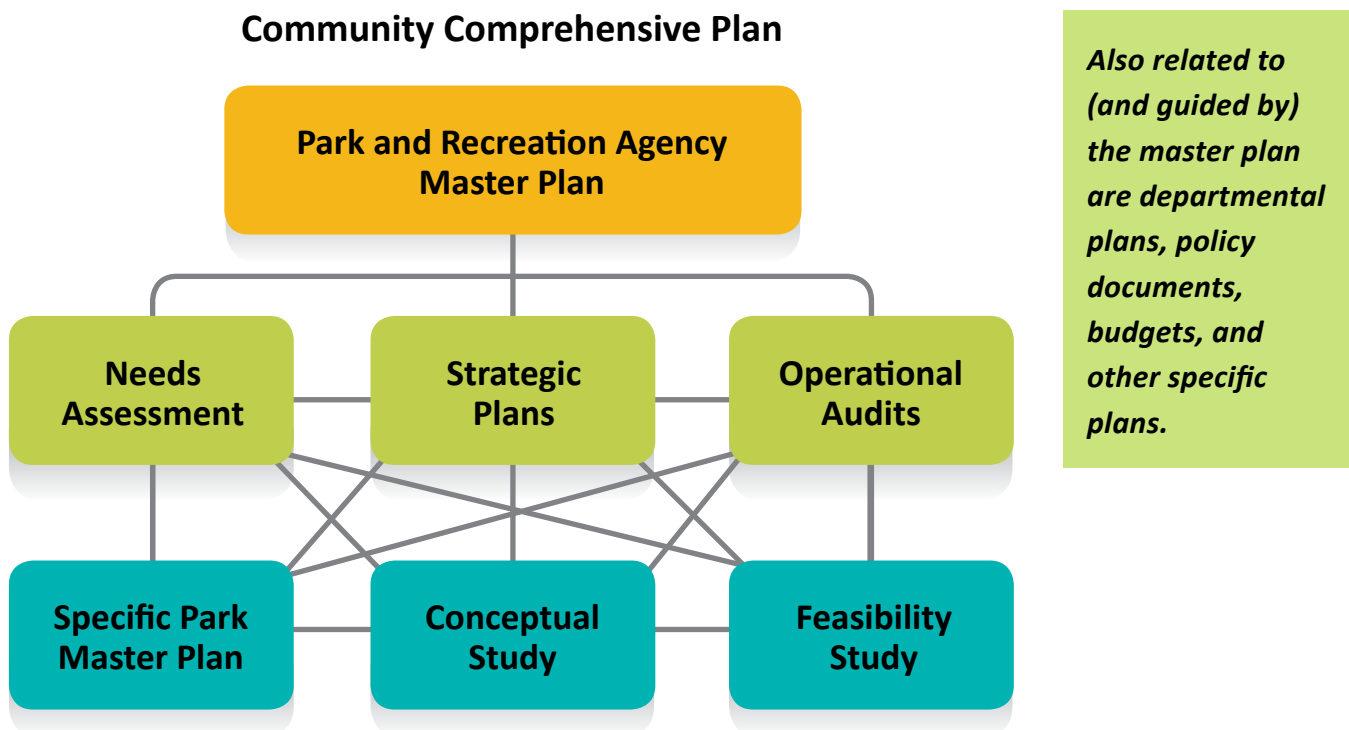 Community Comprehensive Plan
Park and Recreation Agency
Master Plan
Needs
Assessment
Strategic
Plans
Operational
Audits
Specific Park
Master Plan
Conceptual
Study
Feasibility
Study
Also related to
(and guided by)
the master plan
are departmental
plans, policy
documents,
budgets, and
other specific
plans.